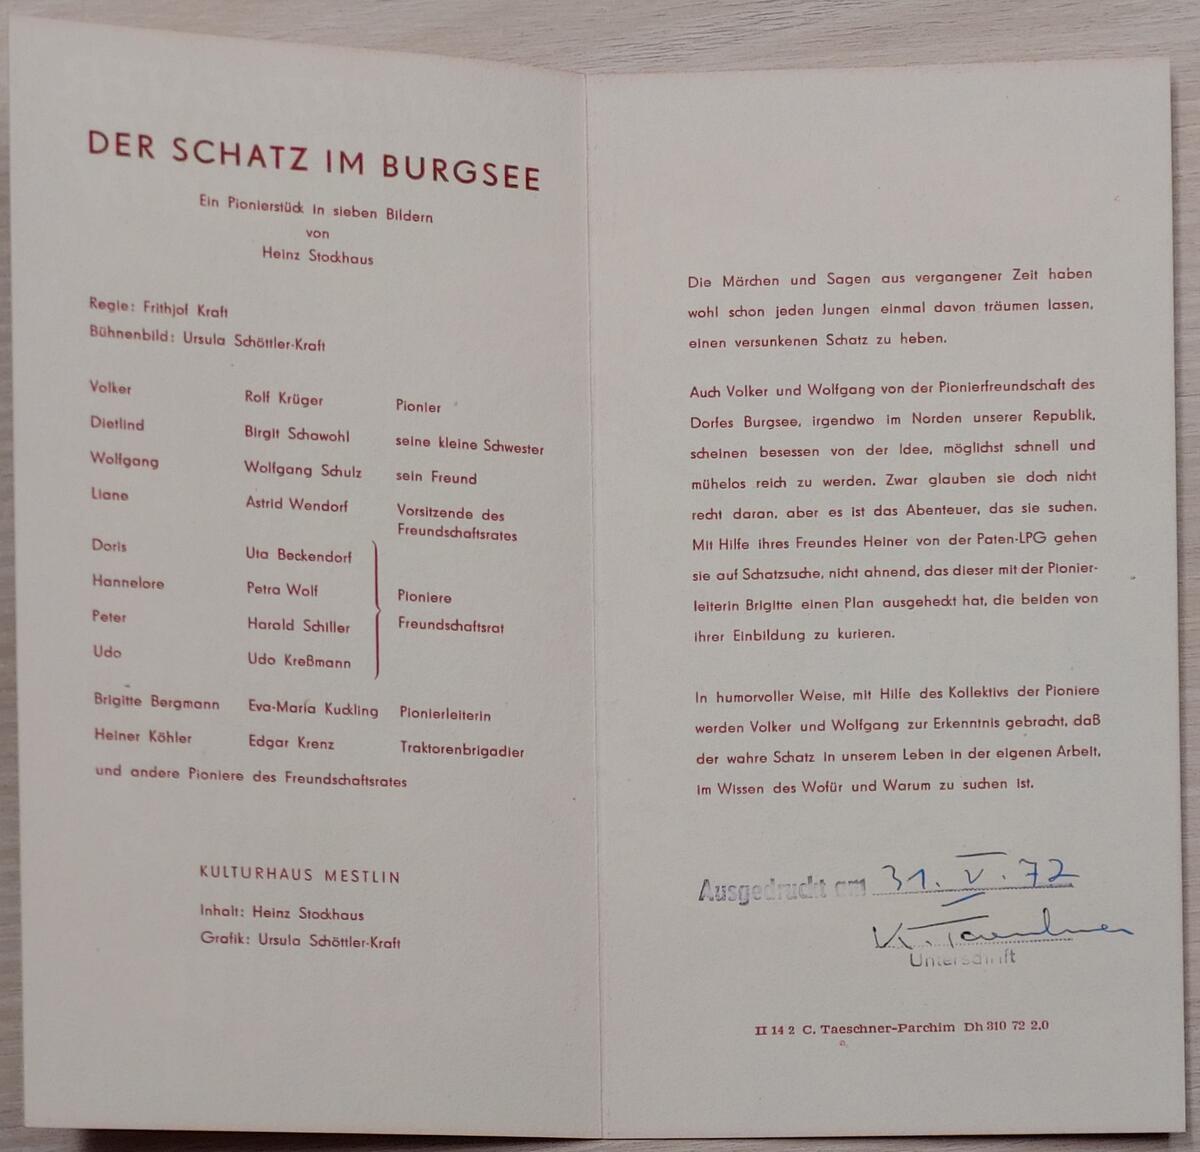 DER SCHATZ IM BURGSEE
Ein Pionierstück in sieben Bildern
von
Heinz Stockhaus
Regie: Frithjof Kraft
Bühnenbild: Ursula Schöttler-Kraft
Volker Rolf Krüger Pionier
Dietlind Birgit Schawohl seine kleine Schwester
Wolfgang Wolfgang Schulz sein Freund
Liane Astrid Wendorf Vorsitzende des
Freundschaftsrates
Doris Uta Beckendorf
Hannelore Petra Wolf Pioniere
Peter Harald Schiller Freundschaftsrat
Udo Udo Kreßmann
Brigitte Bergmann Eva-Maria Kuckling Pionierleiterin
Heiner Köhler Edgar Krenz Traktorenbrigadier
und andere Pioniere des Freundschaftsrates
KULTURHAUS MESTLIN
Inhalt: Heinz Stockhaus
Grafik: Ursula Schöttler-Kraft
Die Märchen und Sagen aus vergangener Zeit haben
wohl schon jeden Jungen einmal davon träumen lassen,
einen versunkenen Schatz zu heben.
Auch Volker und Wolfgang von der Pionierfreundschaft des
Dorfes Burgsee, irgendwo im Norden unserer Republik,
scheinen besessen von der Idee, möglichst schnell und
mühelos reich zu werden. Zwar glauben sie doch nicht
recht daran, aber es ist das Abenteuer, das sie suchen.
Mit Hilfe ihres Freundes Heiner von der Paten-LPG gehen
sie auf Schatzsuche, nicht ahnend, das dieser mit der Pionier-
leiterin Brigitte einen Plan ausgeheckt hat, die beiden von
ihrer Einbildung zu kurieren.
In humorvoller Weise, mit Hilfe des Kollektivs der Pioniere
werden Volker und Wolfgang zur Erkenntnis gebracht, daß
der wahre Schatz in unserem Leben in der eigenen Arbeit,
im Wissen des Wofür und Warum zu suchen ist.
Ausgedruckt am 31. V. 72
K. Taeschner
Unterschrift
II 14 2 C. Taeschner-Parchim Dh 310 72 2.0